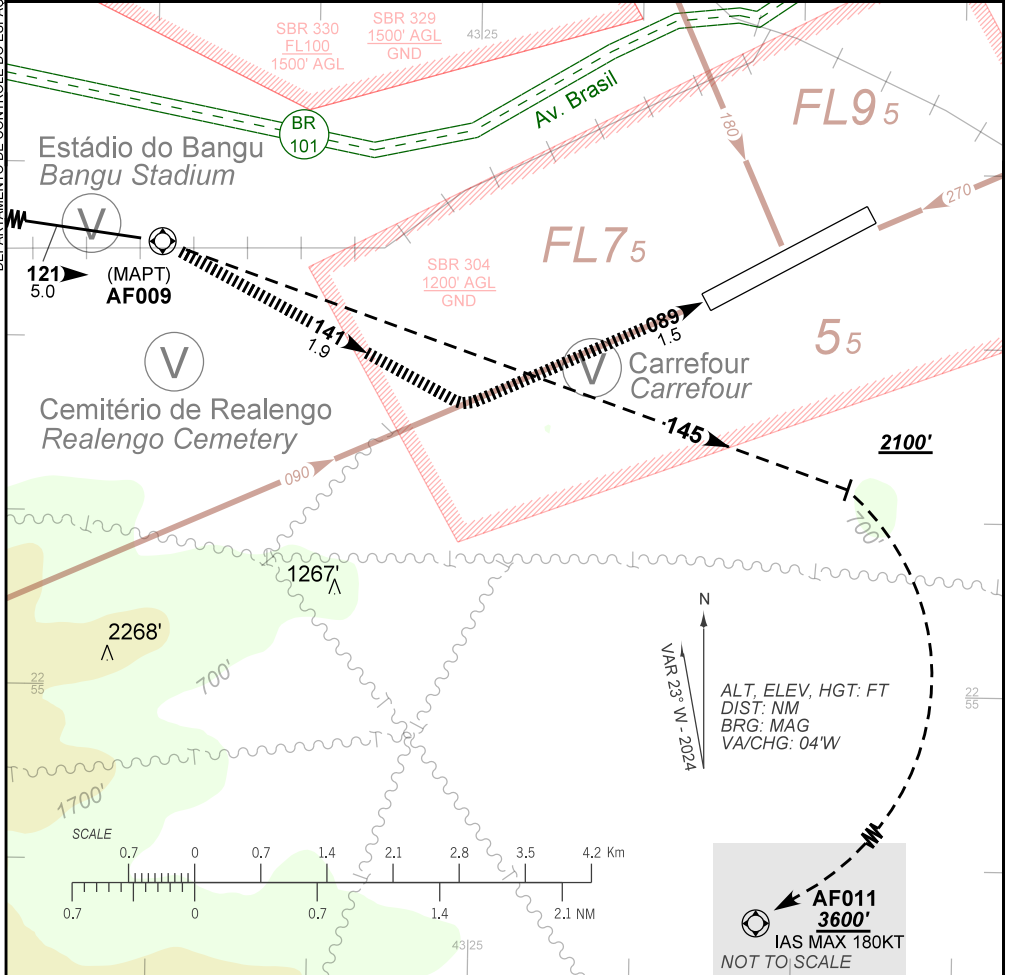 SBR 330
FL100
1500' AGL
SBR 329
1500' AGL
GND
43 25
BR
101
Av. Brasil
180
FL9 5
270
Estádio do Bangu
Bangu Stadium
V
121
5.0
(MAPT)
AF009
FL7 5
SBR 304
1200' AGL
GND
141
1.9
089
1.5
5 5
V
Cemitério de Realengo
Realengo Cemetery
V
Carrefour
Carrefour
145
2100'
090
700'
1267'
2268'
700'
22
55
N
VAR 23° W - 2024
ALT, ELEV, HGT: FT
DIST: NM
BRG: MAG
VA/CHG: 04'W
22
55
1700'
SCALE
0.7 0 0.7 1.4 2.1 2.8 3.5 4.2 Km
0.7 0 0.7 1.4 2.1 NM
43 25
AF011
3600'
IAS MAX 180KT
NOT TO SCALE